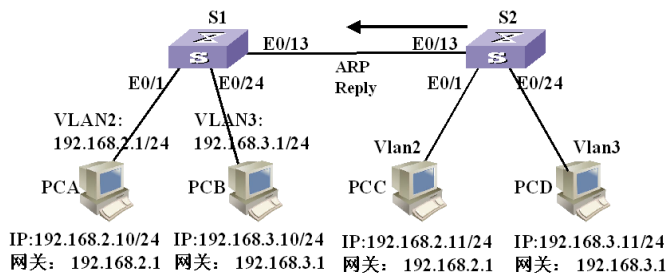 S1
S2
E0/13
E0/13
ARP
Reply
E0/1
E0/24
E0/1
E0/24
VLAN2:
192.168.2.1/24
VLAN3:
192.168.3.1/24
Vlan2
Vlan3
PCA
PCB
PCC
PCD
IP:192.168.2.10/24
网关: 192.168.2.1
IP:192.168.3.10/24
网关: 192.168.3.1
IP:192.168.2.11/24
网关: 192.168.2.1
IP:192.168.3.11/24
网关: 192.168.3.1